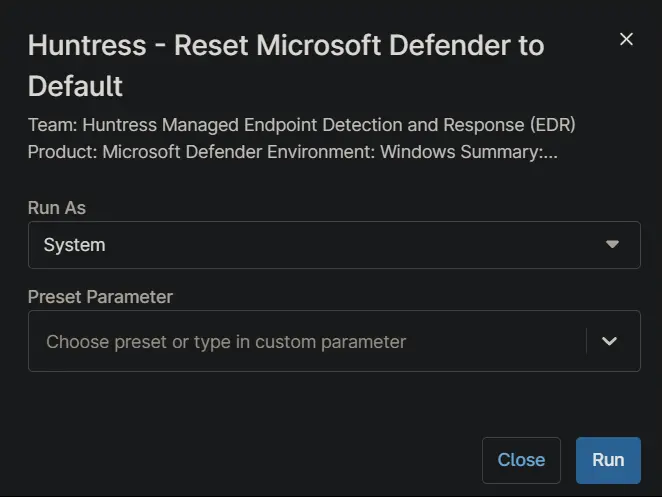 Huntress - Reset Microsoft Defender to
Default
Team: Huntress Managed Endpoint Detection and Response (EDR)
Product: Microsoft Defender Environment: Windows Summary:...
Run As
System
Preset Parameter
Choose preset or type in custom parameter
Close
Run